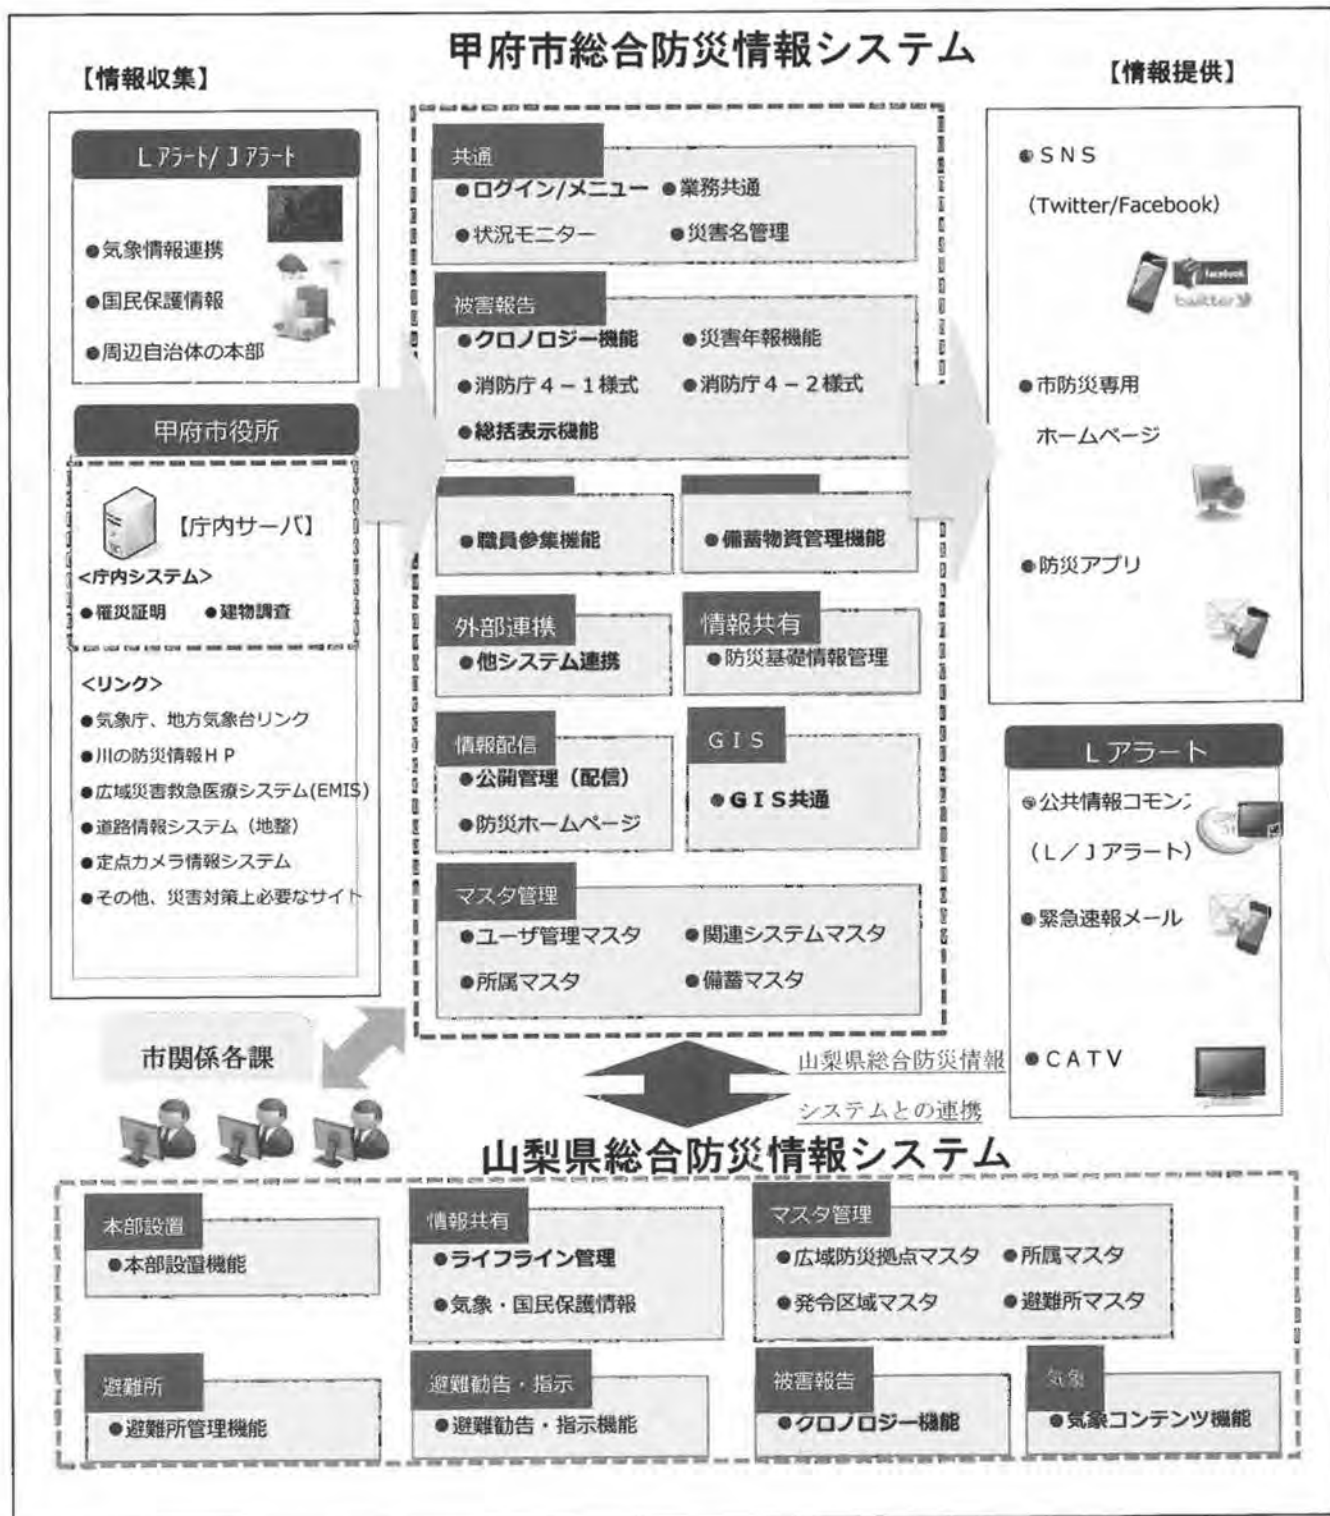 甲府市総合防災情報システム
【情報収集】
Lアラート/Jアラート
●気象情報連携
●国民保護情報
●周辺自治体の本部
甲府市役所
【庁内サーバ】
<庁内システム>
●罹災証明 ●建物調査
<リンク>
●気象庁、地方気象台リンク
●川の防災情報HP
●広域災害救急医療システム(EMIS)
●道路情報システム（地整）
●定点カメラ情報システム
●その他、災害対策上必要なサイト
市関係各課
共通
●ログイン/メニュー ●業務共通
●状況モニター ●災害名管理
被害報告
●クロノロジー機能 ●災害年報機能
●消防庁４－１様式 ●消防庁４－２様式
●総括表示機能
●職員参集機能
●備蓄物資管理機能
外部連携
●他システム連携
情報共有
●防災基礎情報管理
情報配信
●公開管理（配信）
●防災ホームページ
ＧＩＳ
●ＧＩＳ共通
マスタ管理
●ユーザ管理マスタ ●関連システムマスタ
●所属マスタ ●備蓄マスタ
【情報提供】
●ＳＮＳ
（Twitter/Facebook）
facebook
twitter
●市防災専用
ホームページ
●防災アプリ
Ｌアラート
●公共情報コモンズ
（Ｌ／Ｊアラート）
●緊急速報メール
●ＣＡＴＶ
山梨県総合防災情報
システムとの連携
山梨県総合防災情報システム
本部設置
●本部設置機能
情報共有
●ライフライン管理
●気象・国民保護情報
マスタ管理
●広域防災拠点マスタ ●所属マスタ
●発令区域マスタ ●避難所マスタ
避難所
●避難所管理機能
避難勧告・指示
●避難勧告・指示機能
被害報告
●クロノロジー機能
気象
●気象コンテンツ機能